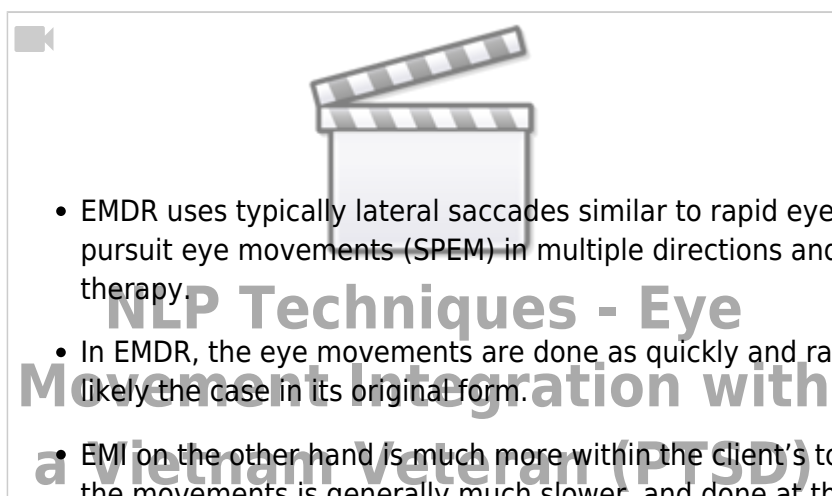 • EMDR uses typically lateral saccades similar to rapid eye
pursuit eye movements (SPEM) in multiple directions and
therapy.
NLP Techniques - Eye
• In EMDR, the eye movements are done as quickly and ra
Movement Integration with
likely the case in its original form.
• EMI on the other hand is much more within the client’s to
a Vietnam Veteran (PTSD)
the movements is generally much slower, and done at th